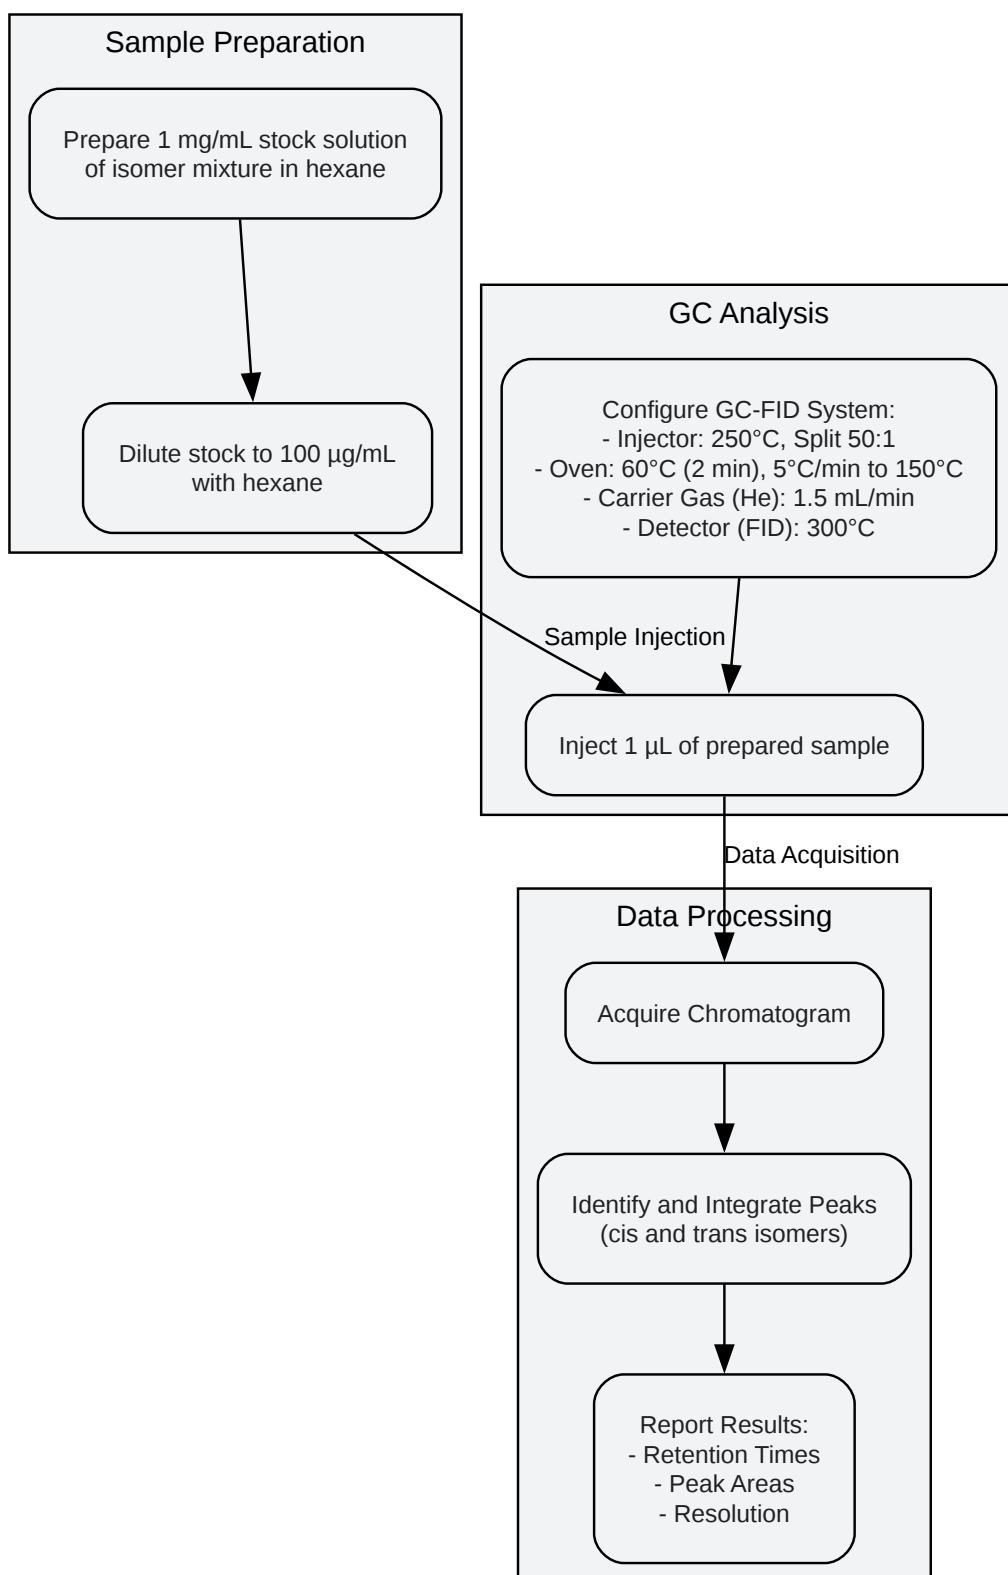 Sample Preparation
Prepare 1 mg/mL stock solution
of isomer mixture in hexane
Dilute stock to 100 µg/mL
with hexane
GC Analysis
Configure GC-FID System:
- Injector: 250°C, Split 50:1
- Oven: 60°C (2 min), 5°C/min to 150°C
- Carrier Gas (He): 1.5 mL/min
- Detector (FID): 300°C
Sample Injection
Inject 1 µL of prepared sample
Data Acquisition
Data Processing
Acquire Chromatogram
Identify and Integrate Peaks
(cis and trans isomers)
Report Results:
- Retention Times
- Peak Areas
- Resolution